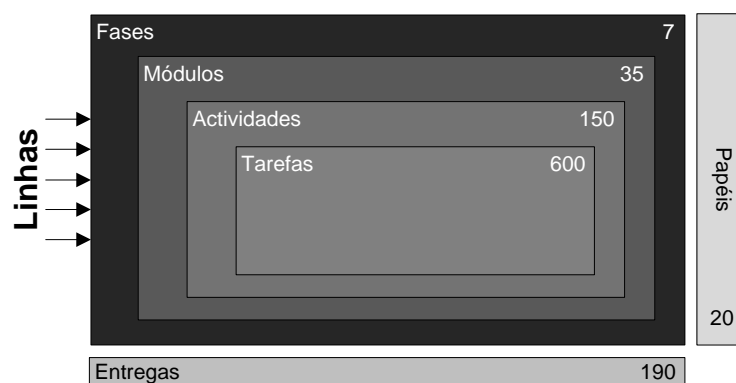 Fases 7
Módulos 35
Actividades 150
Tarefas 600
Linhas
Papéis
20
Entregas 190